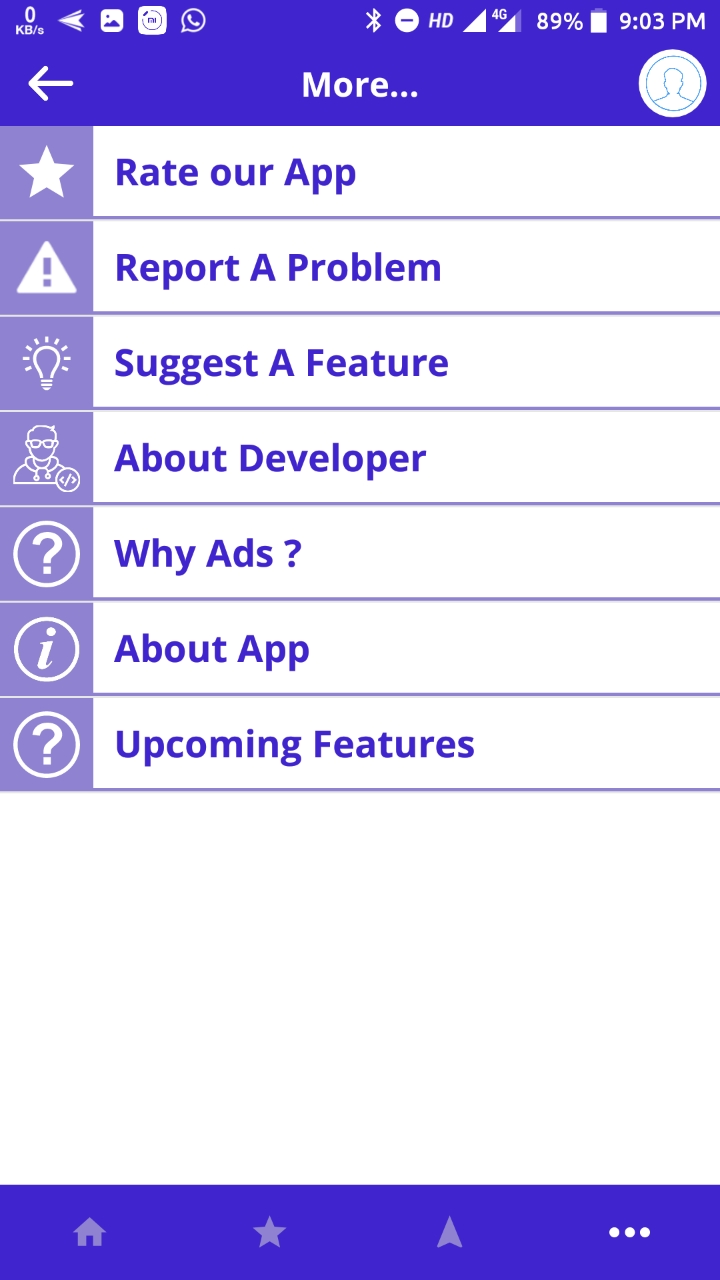 0
KB/s
HD
4G
89%
9:03 PM
More...
Rate our App
Report A Problem
Suggest A Feature
About Developer
Why Ads ?
About App
Upcoming Features